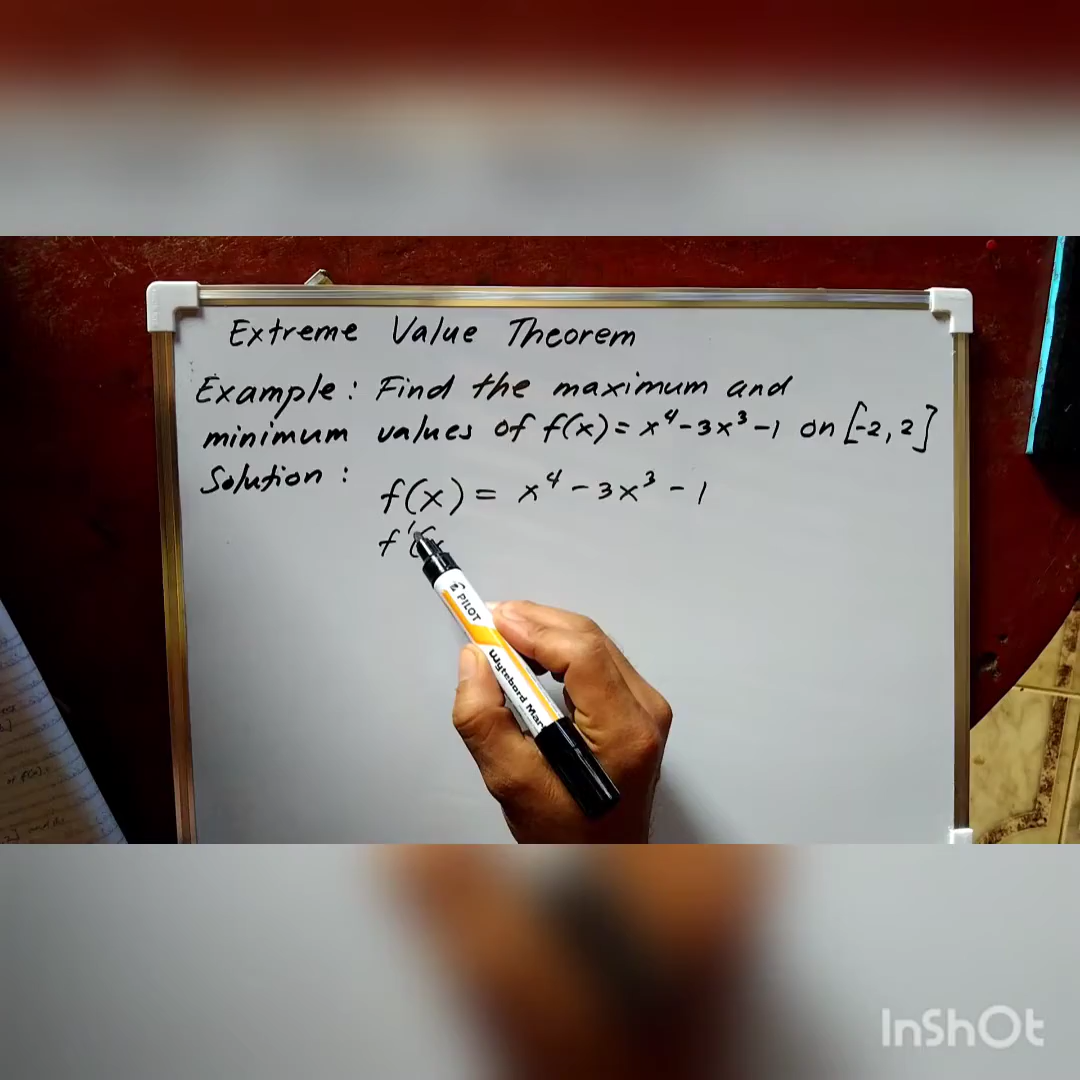 Extreme Value Theorem
Example: Find the maximum and
minimum values of f(x) = x⁴ - 3x³ - 1 on [-2, 2]
Solution:
f(x) = x⁴ - 3x³ - 1
f'(x
PILOT
Wytebord Mar
InShOt